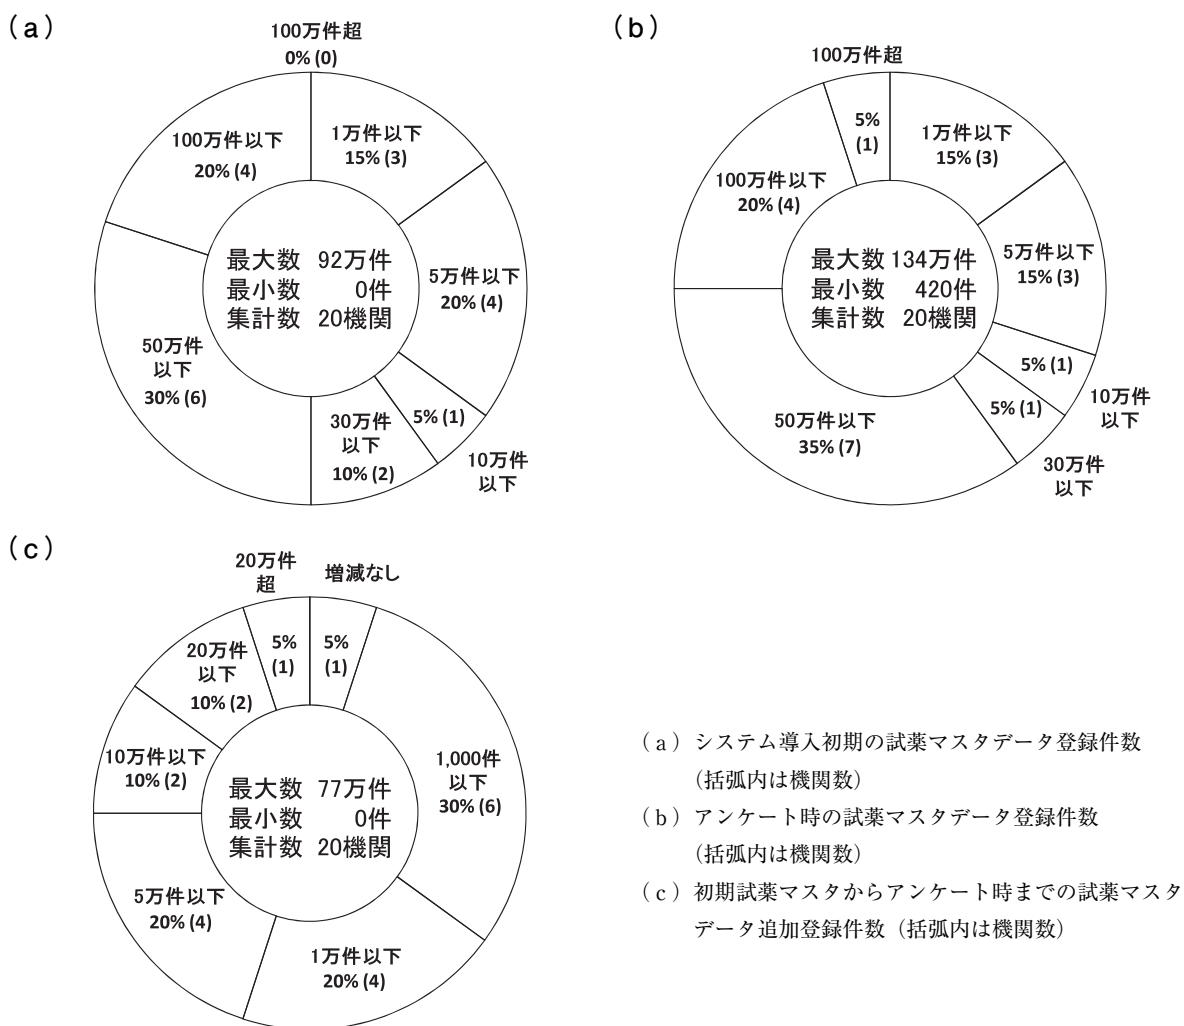 (a)
100万件超
0% (0)
1万件以下
15% (3)
5万件以下
20% (4)
5% (1)
10万件
以下
30万件
以下
10% (2)
50万件
以下
30% (6)
100万件以下
20% (4)
最大数 92万件
最小数 0件
集計数 20機関
(b)
100万件超
5%
(1)
1万件以下
15% (3)
5万件以下
15% (3)
5% (1)
10万件
以下
5% (1)
30万件
以下
50万件以下
35% (7)
100万件以下
20% (4)
最大数 134万件
最小数 420件
集計数 20機関
(c)
20万件
超
5%
(1)
増減なし
5%
(1)
1,000件
以下
30% (6)
1万件以下
20% (4)
5万件以下
20% (4)
10万件以下
10% (2)
20万件
以下
10% (2)
最大数 77万件
最小数 0件
集計数 20機関
(a)システム導入初期の試薬マスタデータ登録件数
(括弧内は機関数)
(b)アンケート時の試薬マスタデータ登録件数
(括弧内は機関数)
(c)初期試薬マスタからアンケート時までの試薬マスタ
データ追加登録件数(括弧内は機関数)